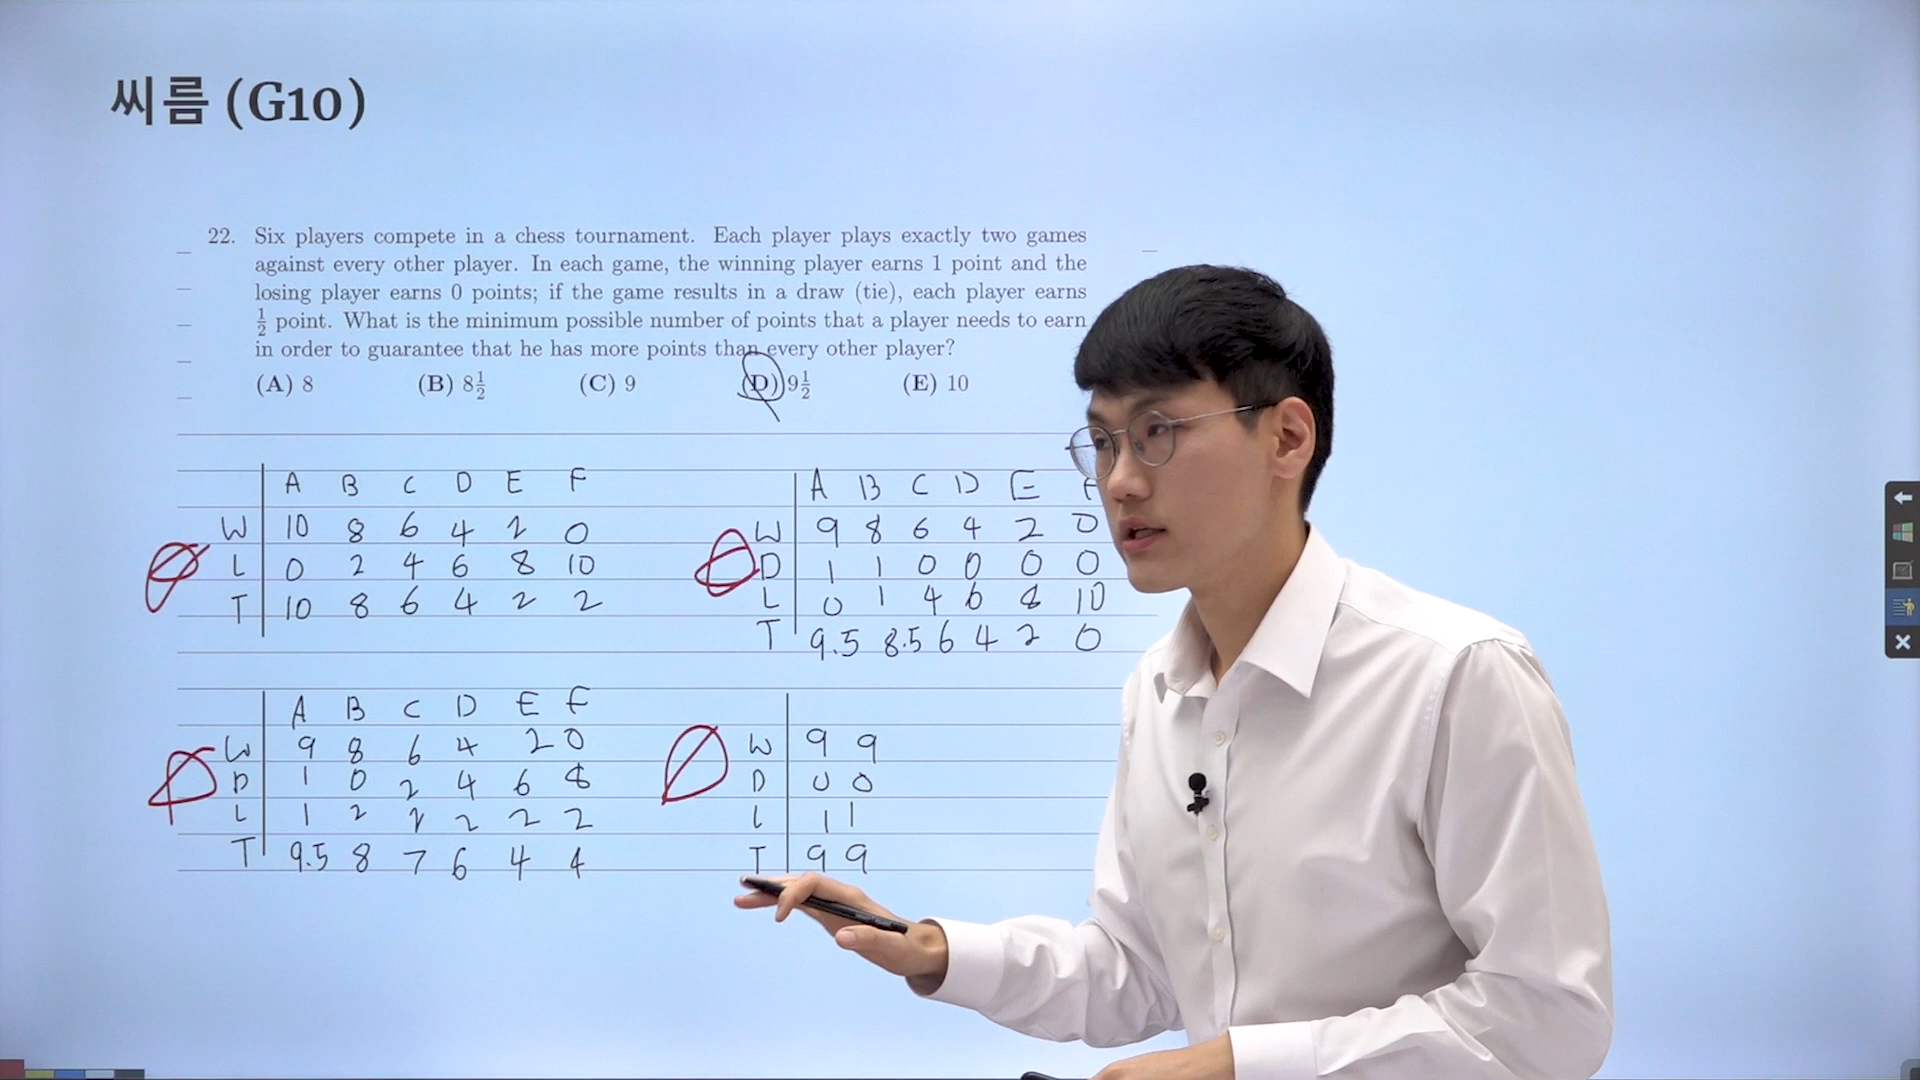 씨름 (G10)
22. Six players compete in a chess tournament. Each player plays exactly two games
against every other player. In each game, the winning player earns 1 point and the
losing player earns 0 points; if the game results in a draw (tie), each player earns
1/2 point. What is the minimum possible number of points that a player needs to earn
in order to guarantee that he has more points than every other player?
(A) 8 (B) 8 1/2 (C) 9 (D) 9 1/2 (E) 10
A B C D E F
W 10 8 6 4 2 0
L 0 2 4 6 8 10
T 10 8 6 4 2 2
A B C D E
W 9 8 6 4 2 0
D 1 1 0 0 0 0
L 0 1 4 6 8 10
T 9.5 8.5 6 4 2 0
A B C D E F
W 9 8 6 4 2 0
D 1 0 2 4 6 8
L 1 2 2 2 2 2
T 9.5 8 7 6 4 4
W 9 9
D 0 0
L 1 1
T 9 9